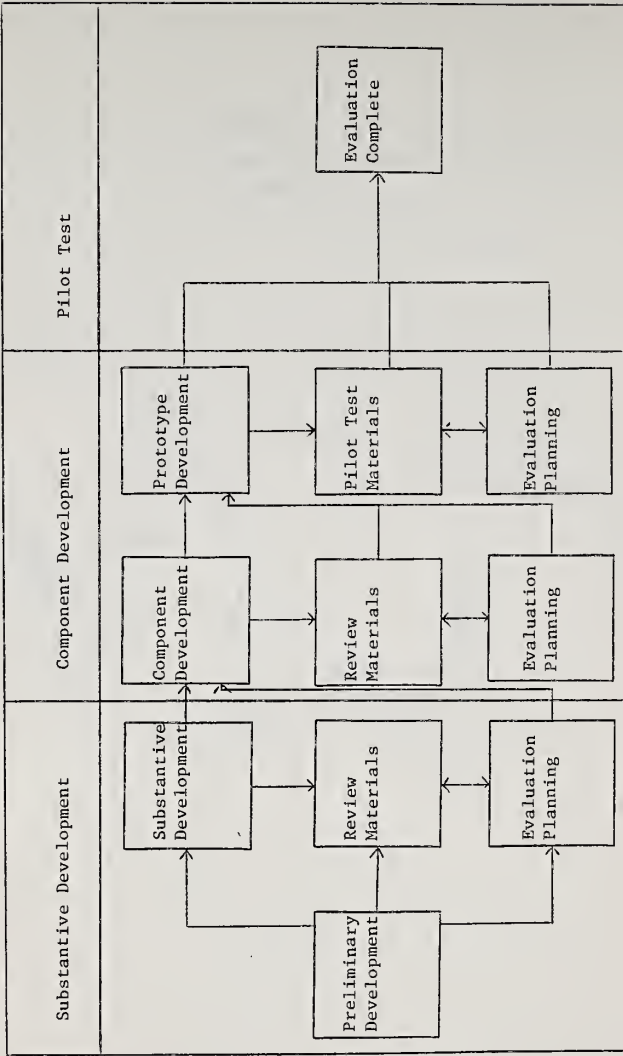 Substantive Development
Component Development
Pilot Test
Preliminary
Development
Substantive
Development
Review
Materials
Evaluation
Planning
Component
Development
Review
Materials
Evaluation
Planning
Prototype
Development
Pilot Test
Materials
Evaluation
Planning
Evaluation
Complete